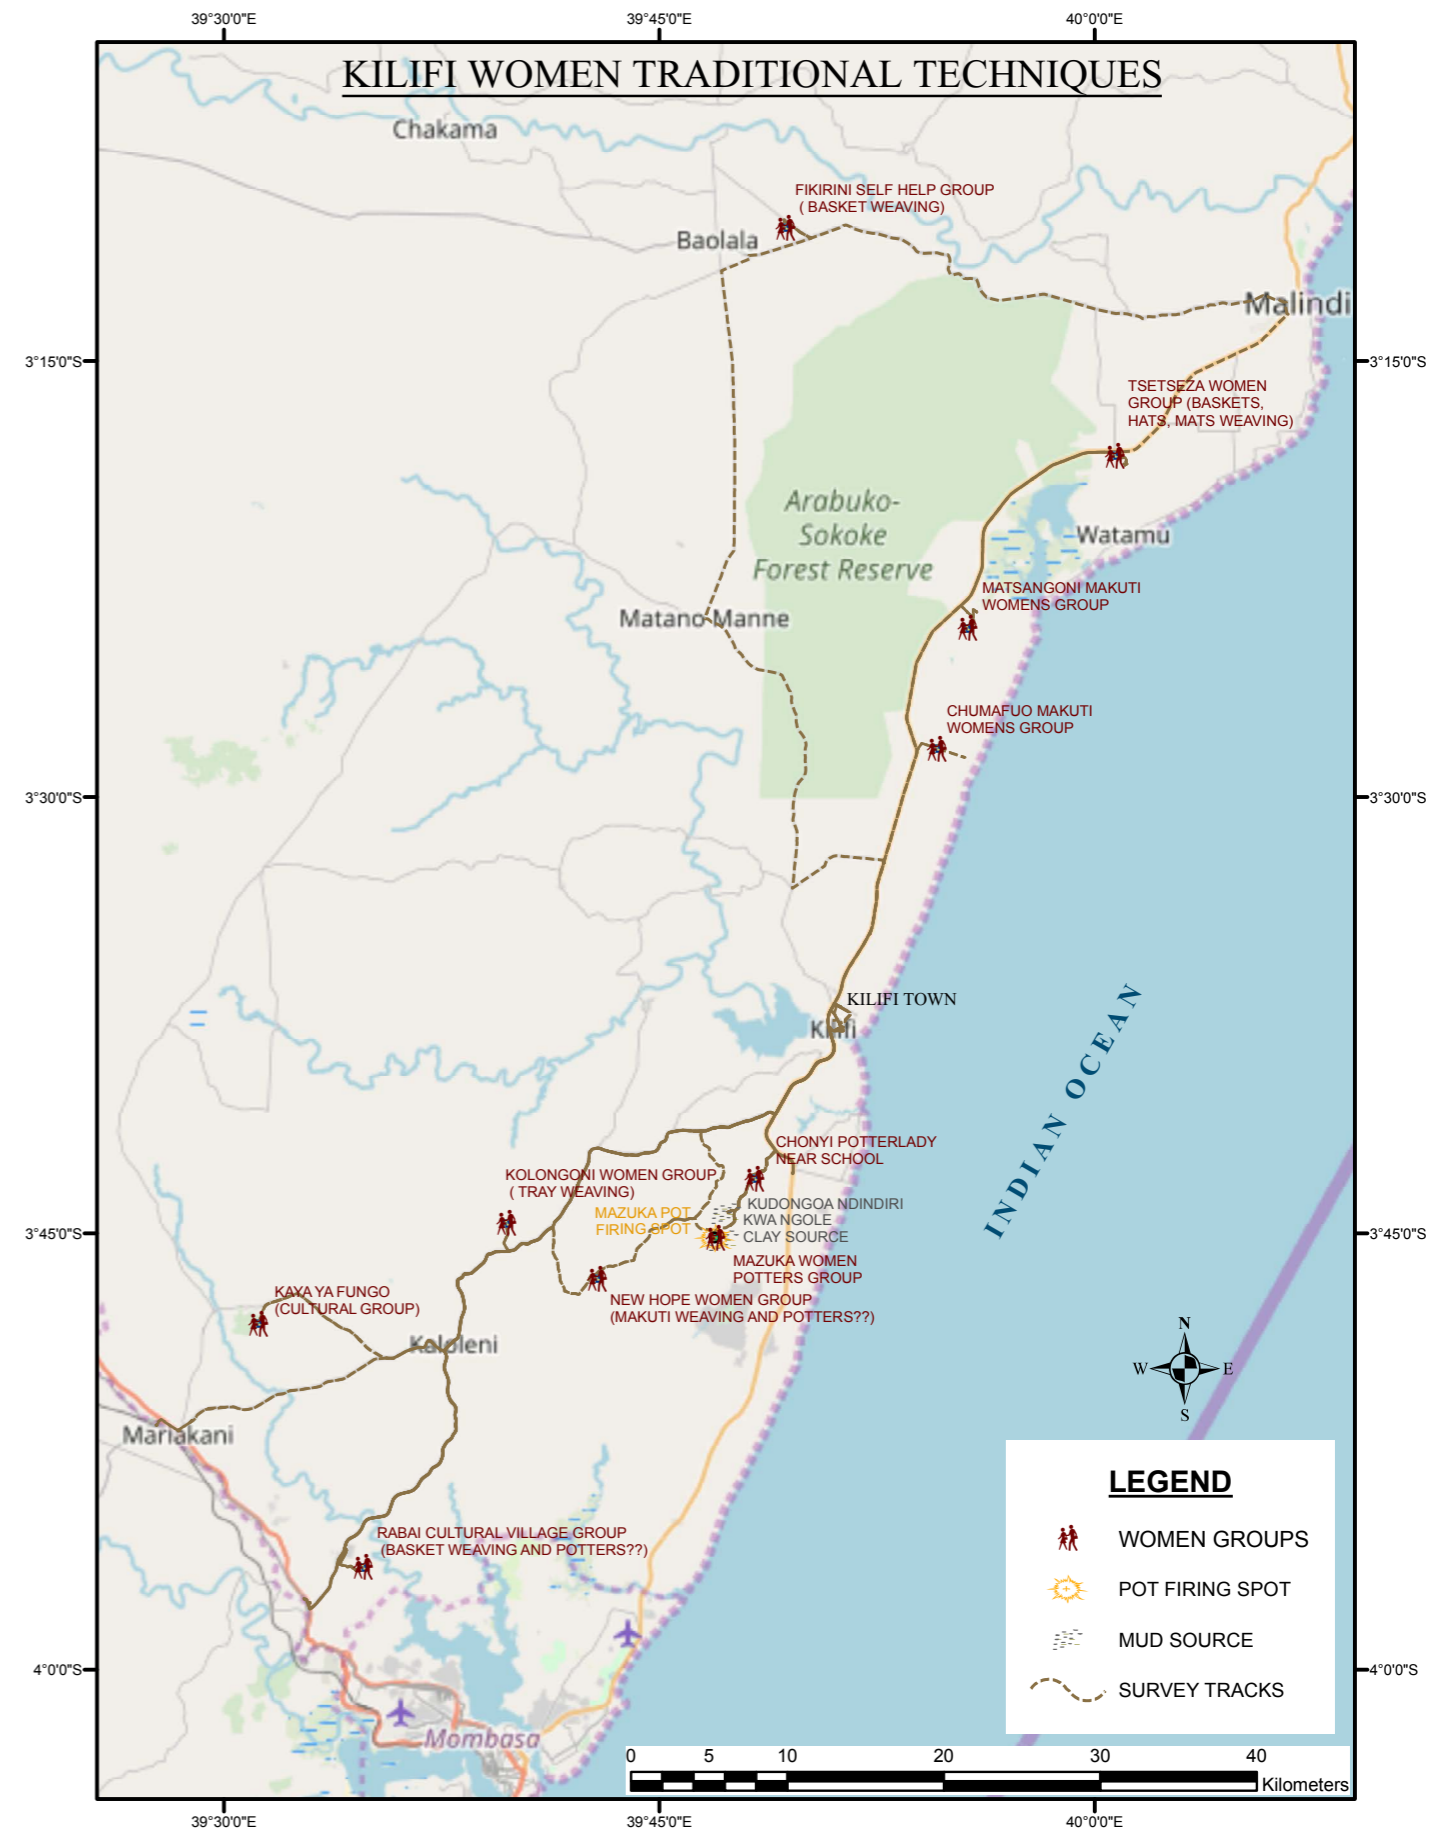 39°30'0"E
39°45'0"E
40°0'0"E
KILIFI WOMEN TRADITIONAL TECHNIQUES
Chakama
FIKIRINI SELF HELP GROUP
( BASKET WEAVING)
Baolala
Malindi
3°15'0"S
3°15'0"S
TSETSEZA WOMEN
GROUP (BASKETS,
HATS, MATS WEAVING)
Arabuko-
Sokoke
Forest Reserve
Watamu
MATSANGONI MAKUTI
WOMENS GROUP
Matano Manne
CHUMAFUO MAKUTI
WOMENS GROUP
3°30'0"S
3°30'0"S
KILIFI TOWN
Kilifi
INDIAN OCEAN
CHONYI POTTERLADY
NEAR SCHOOL
KOLONGONI WOMEN GROUP
( TRAY WEAVING)
MAZUKA POT
FIRING SPOT
KUDONGOA NDINDIRI
KWA NGOLE
CLAY SOURCE
3°45'0"S
3°45'0"S
MAZUKA WOMEN
POTTERS GROUP
NEW HOPE WOMEN GROUP
(MAKUTI WEAVING AND POTTERS??)
KAYA YA FUNGO
(CULTURAL GROUP)
Kaloleni
N
W
E
S
Mariakani
RABAI CULTURAL VILLAGE GROUP
(BASKET WEAVING AND POTTERS??)
LEGEND
WOMEN GROUPS
POT FIRING SPOT
MUD SOURCE
SURVEY TRACKS
4°0'0"S
4°0'0"S
Mombasa
0 5 10 20 30 40
Kilometers
39°30'0"E
39°45'0"E
40°0'0"E